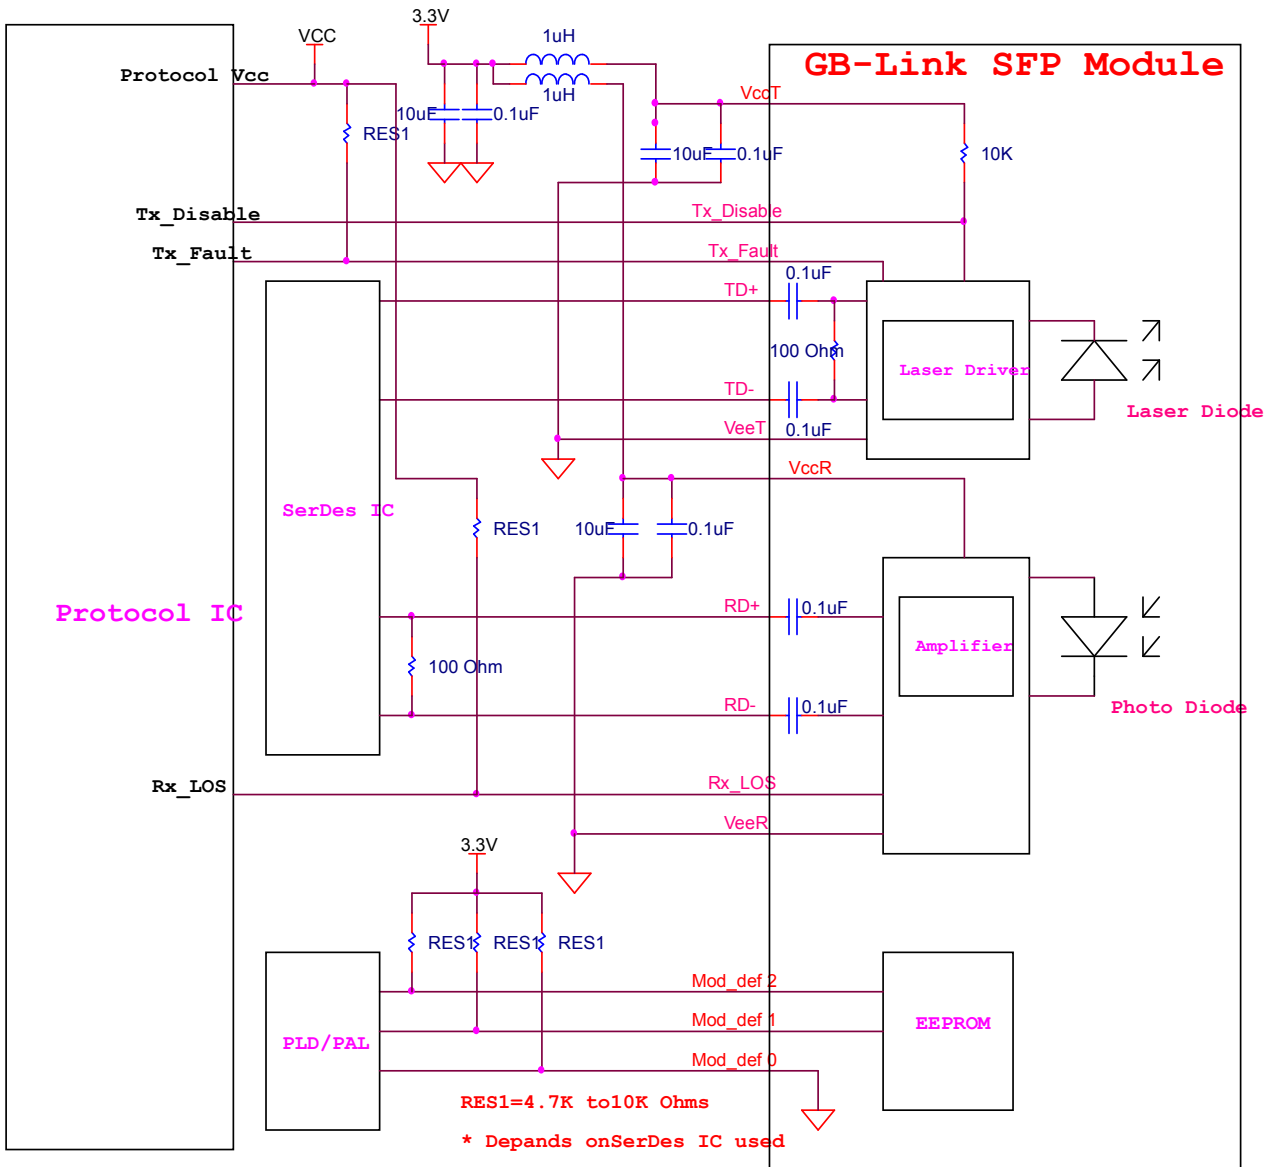 3.3V
VCC
1uH
GB-Link SFP Module
Protocol Vcc
1uH
VccT
10uF
0.1uF
RES1
10uF
0.1uF
10K
Tx_Disable
Tx_Disable
Tx_Fault
Tx_Fault
0.1uF
TD+
100 Ohm
Laser Driver
TD-
Laser Diode
VeeT
0.1uF
VccR
SerDes IC
RES1
10uF
0.1uF
Protocol IC
RD+
0.1uF
Amplifier
100 Ohm
RD-
0.1uF
Photo Diode
Rx_LOS
Rx_LOS
VeeR
3.3V
RES1
RES1
RES1
Mod_def 2
Mod_def 1
EEPROM
PLD/PAL
Mod_def 0
RES1=4.7K to10K Ohms
* Depands onSerDes IC used